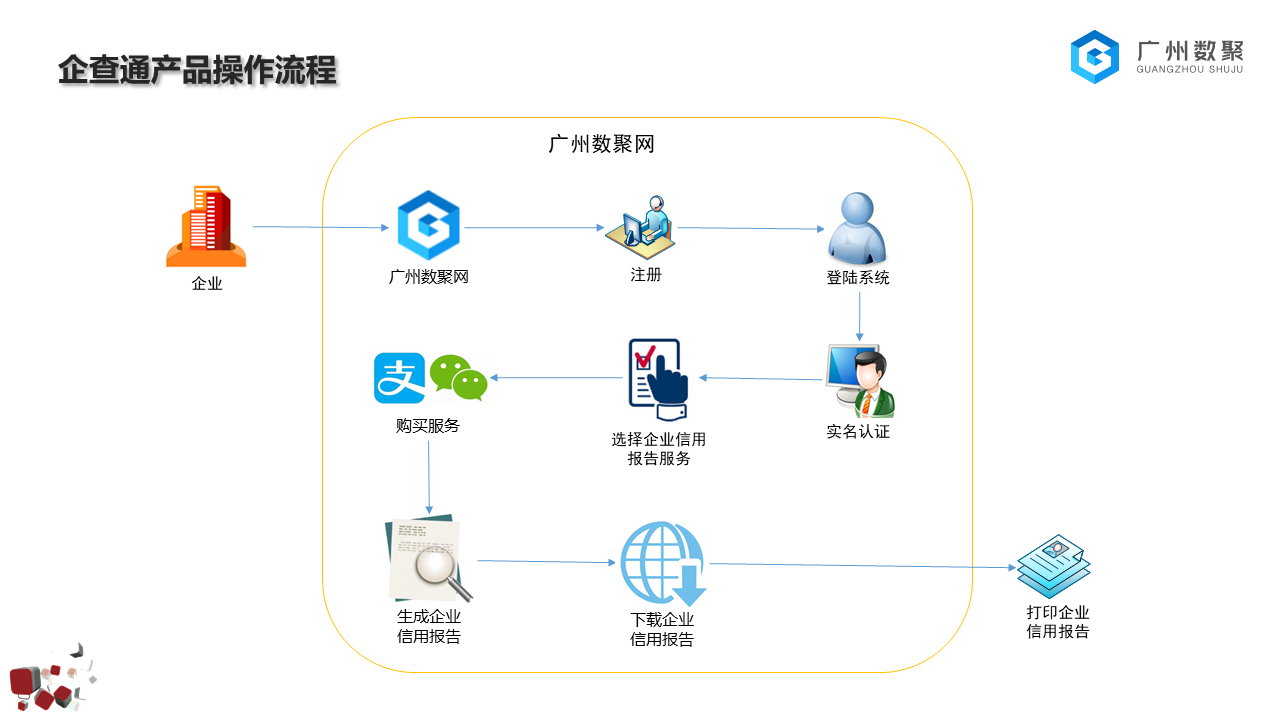 企查通产品操作流程
广州数聚
GUANGZHOU SHUJU
广州数聚网
企业
广州数聚网
注册
登陆系统
支
购买服务
选择企业信用
报告服务
实名认证
生成企业
信用报告
下载企业
信用报告
打印企业
信用报告